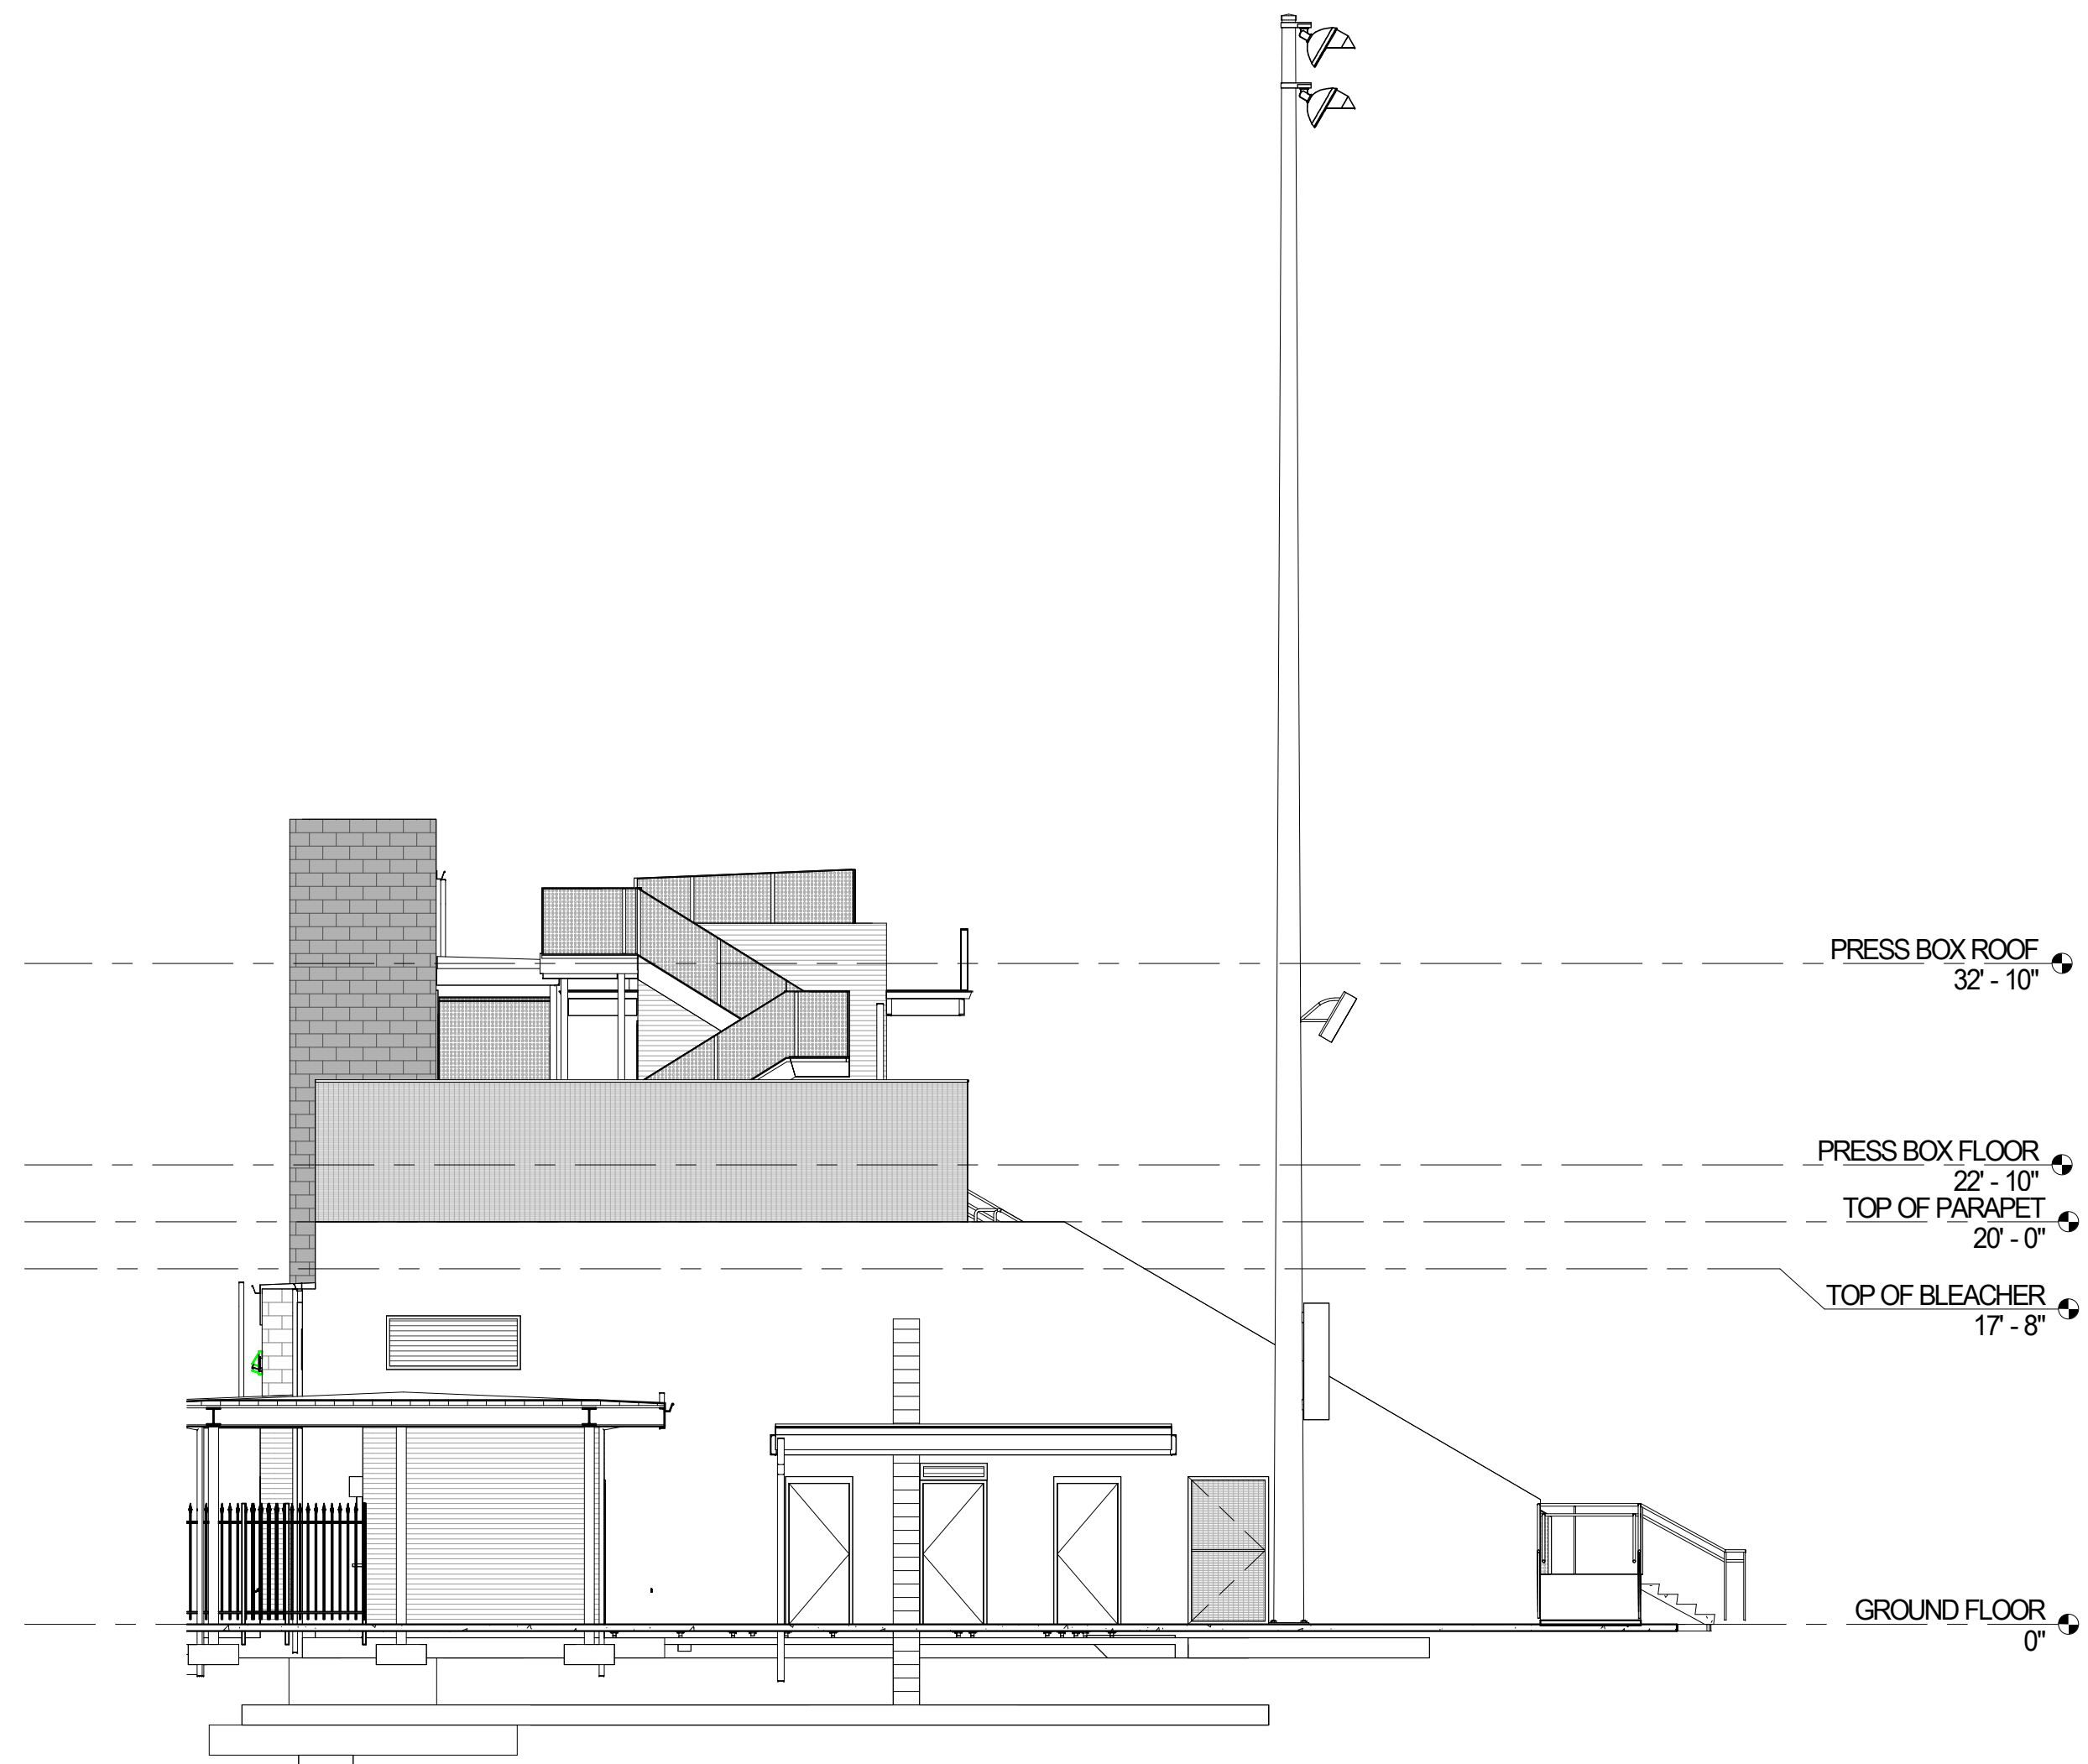 PRESS BOX ROOF
32' - 10"
PRESS BOX FLOOR
22' - 10"
TOP OF PARAPET
20' - 0"
TOP OF BLEACHER
17' - 8"
GROUND FLOOR
0"